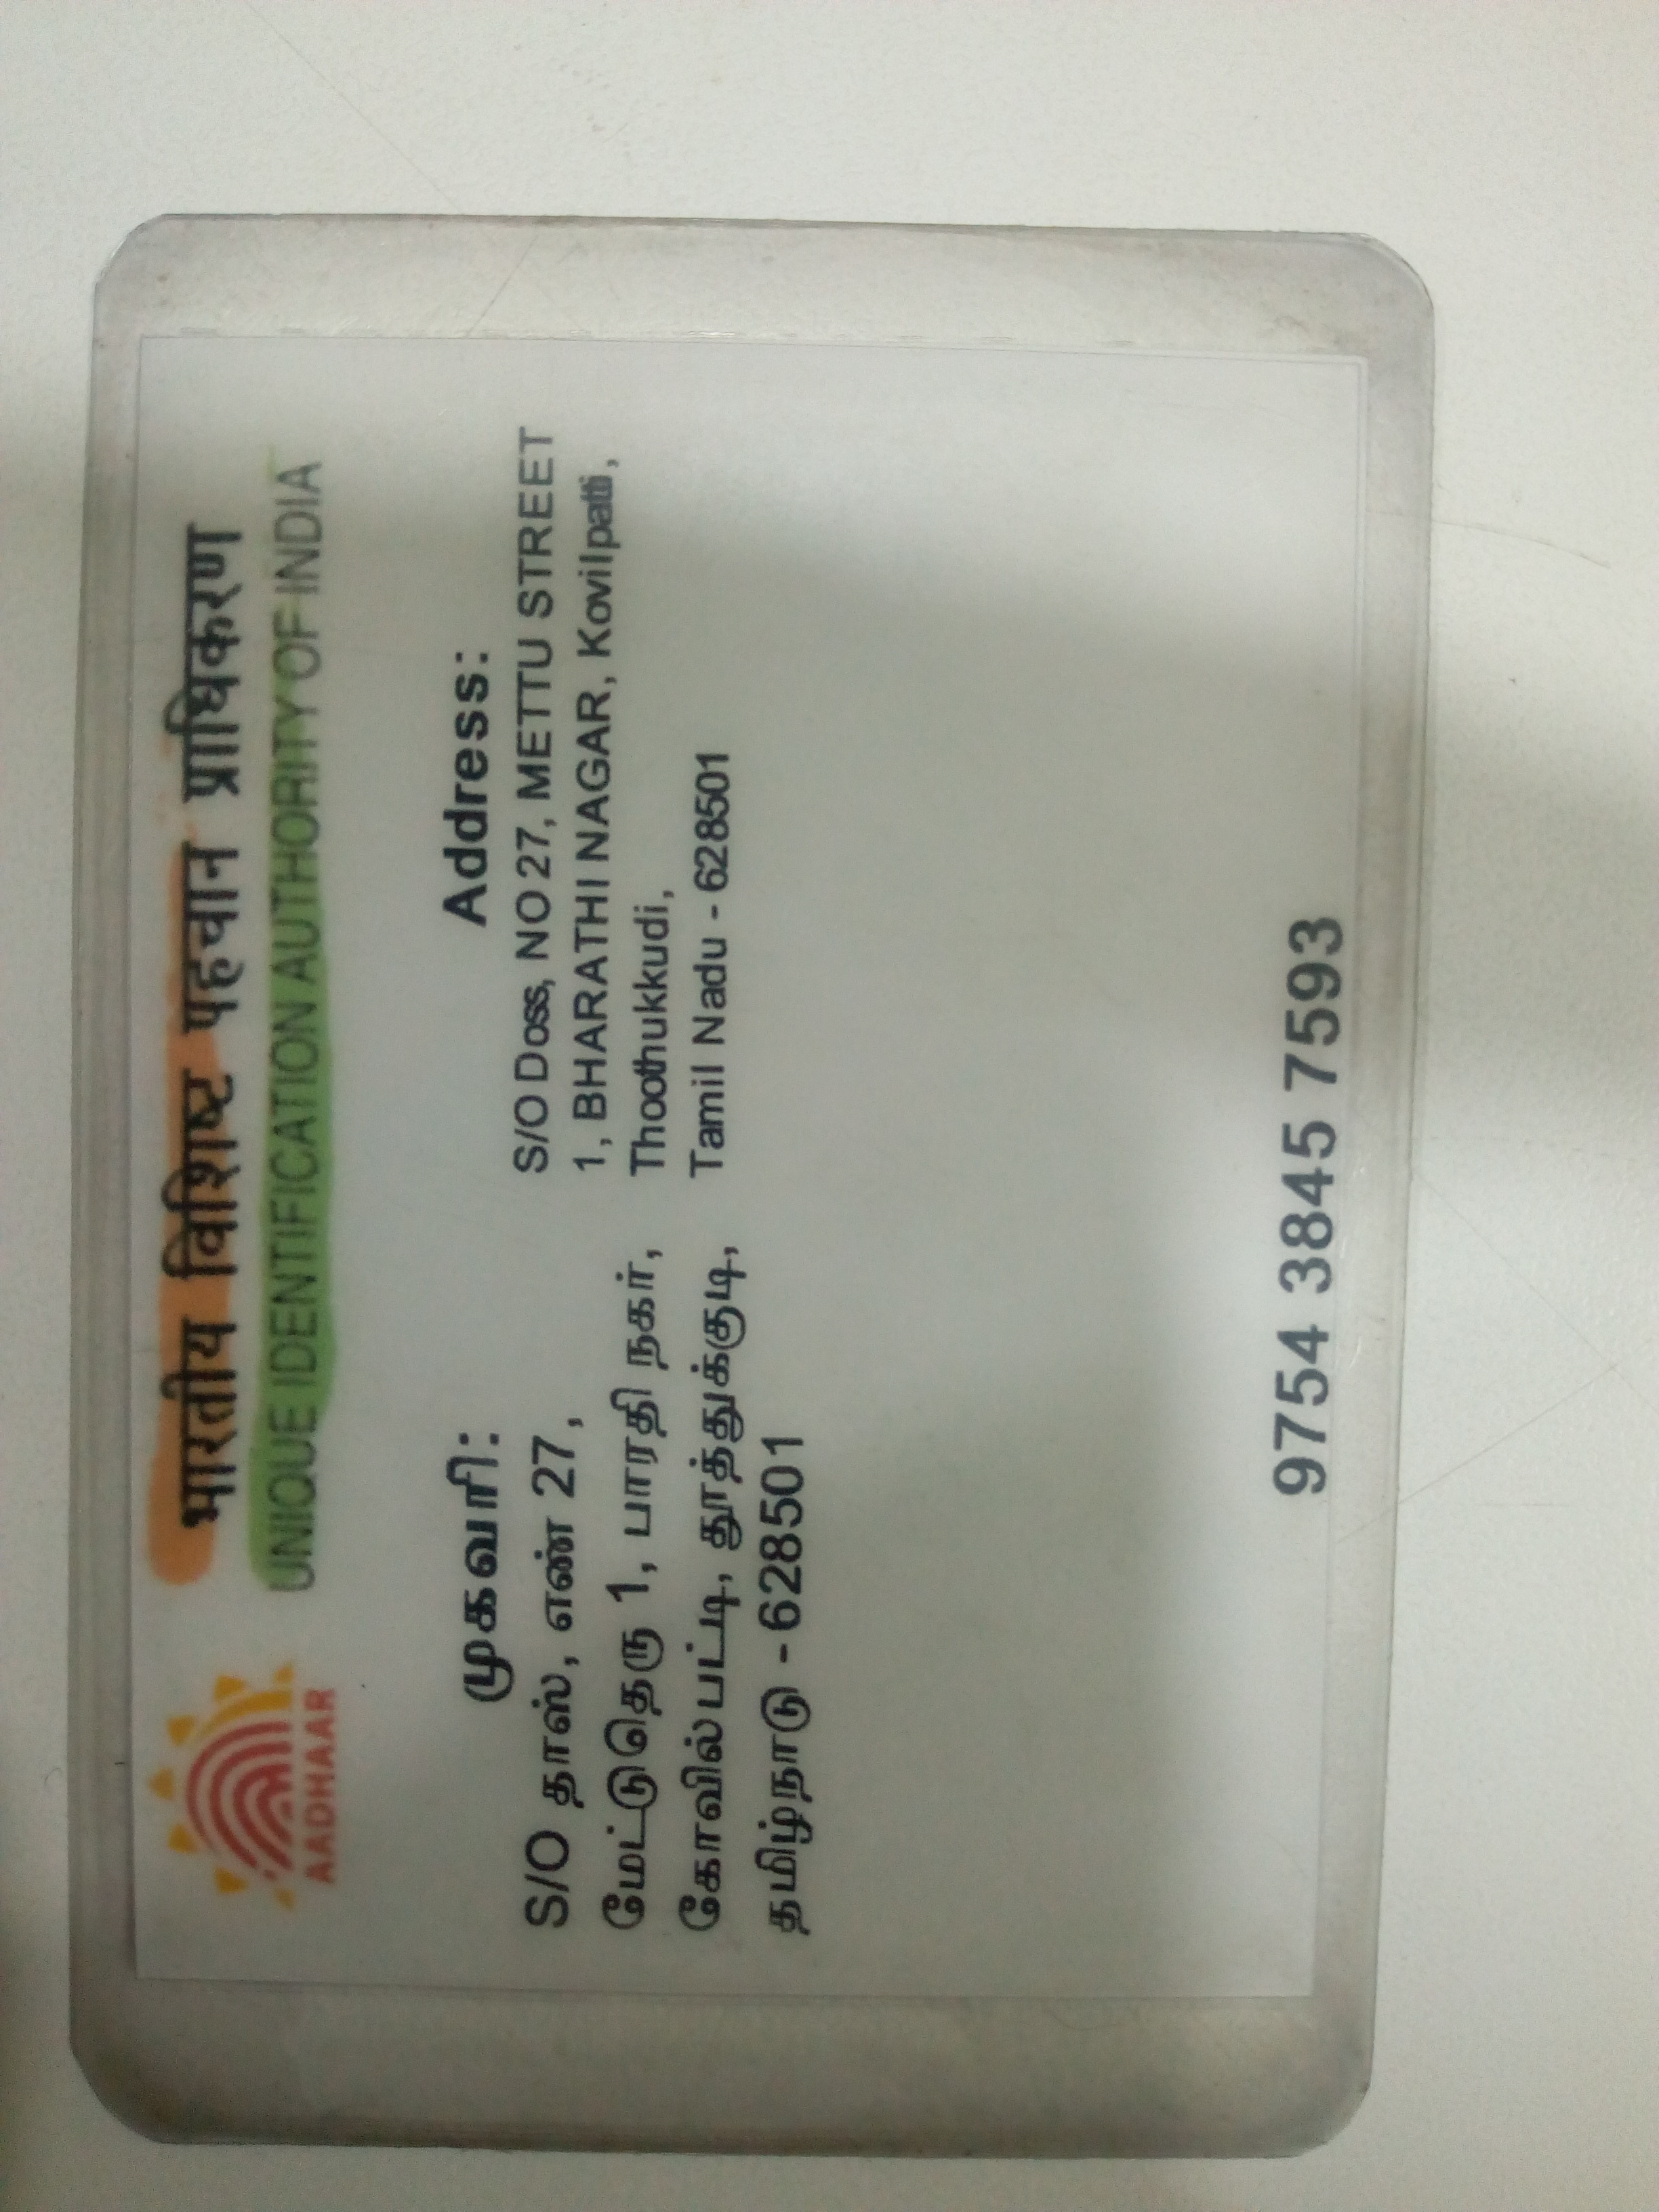 भारतीय विशिष्ट पहचान प्राधिकरण
UNIQUE IDENTIFICATION AUTHORITY OF INDIA
AADHAAR
முகவரி:
S/O தாஸ், எண் 27,
மேட்டுதெரு 1, பாரதி நகர்,
கோவில்பட்டி, தூத்துக்குடி,
தமிழ்நாடு - 628501
Address:
S/O Doss, NO 27, METTU STREET
1, BHARATHI NAGAR, Kovilpatti,
Thoothukkudi,
Tamil Nadu - 628501
9754 3845 7593